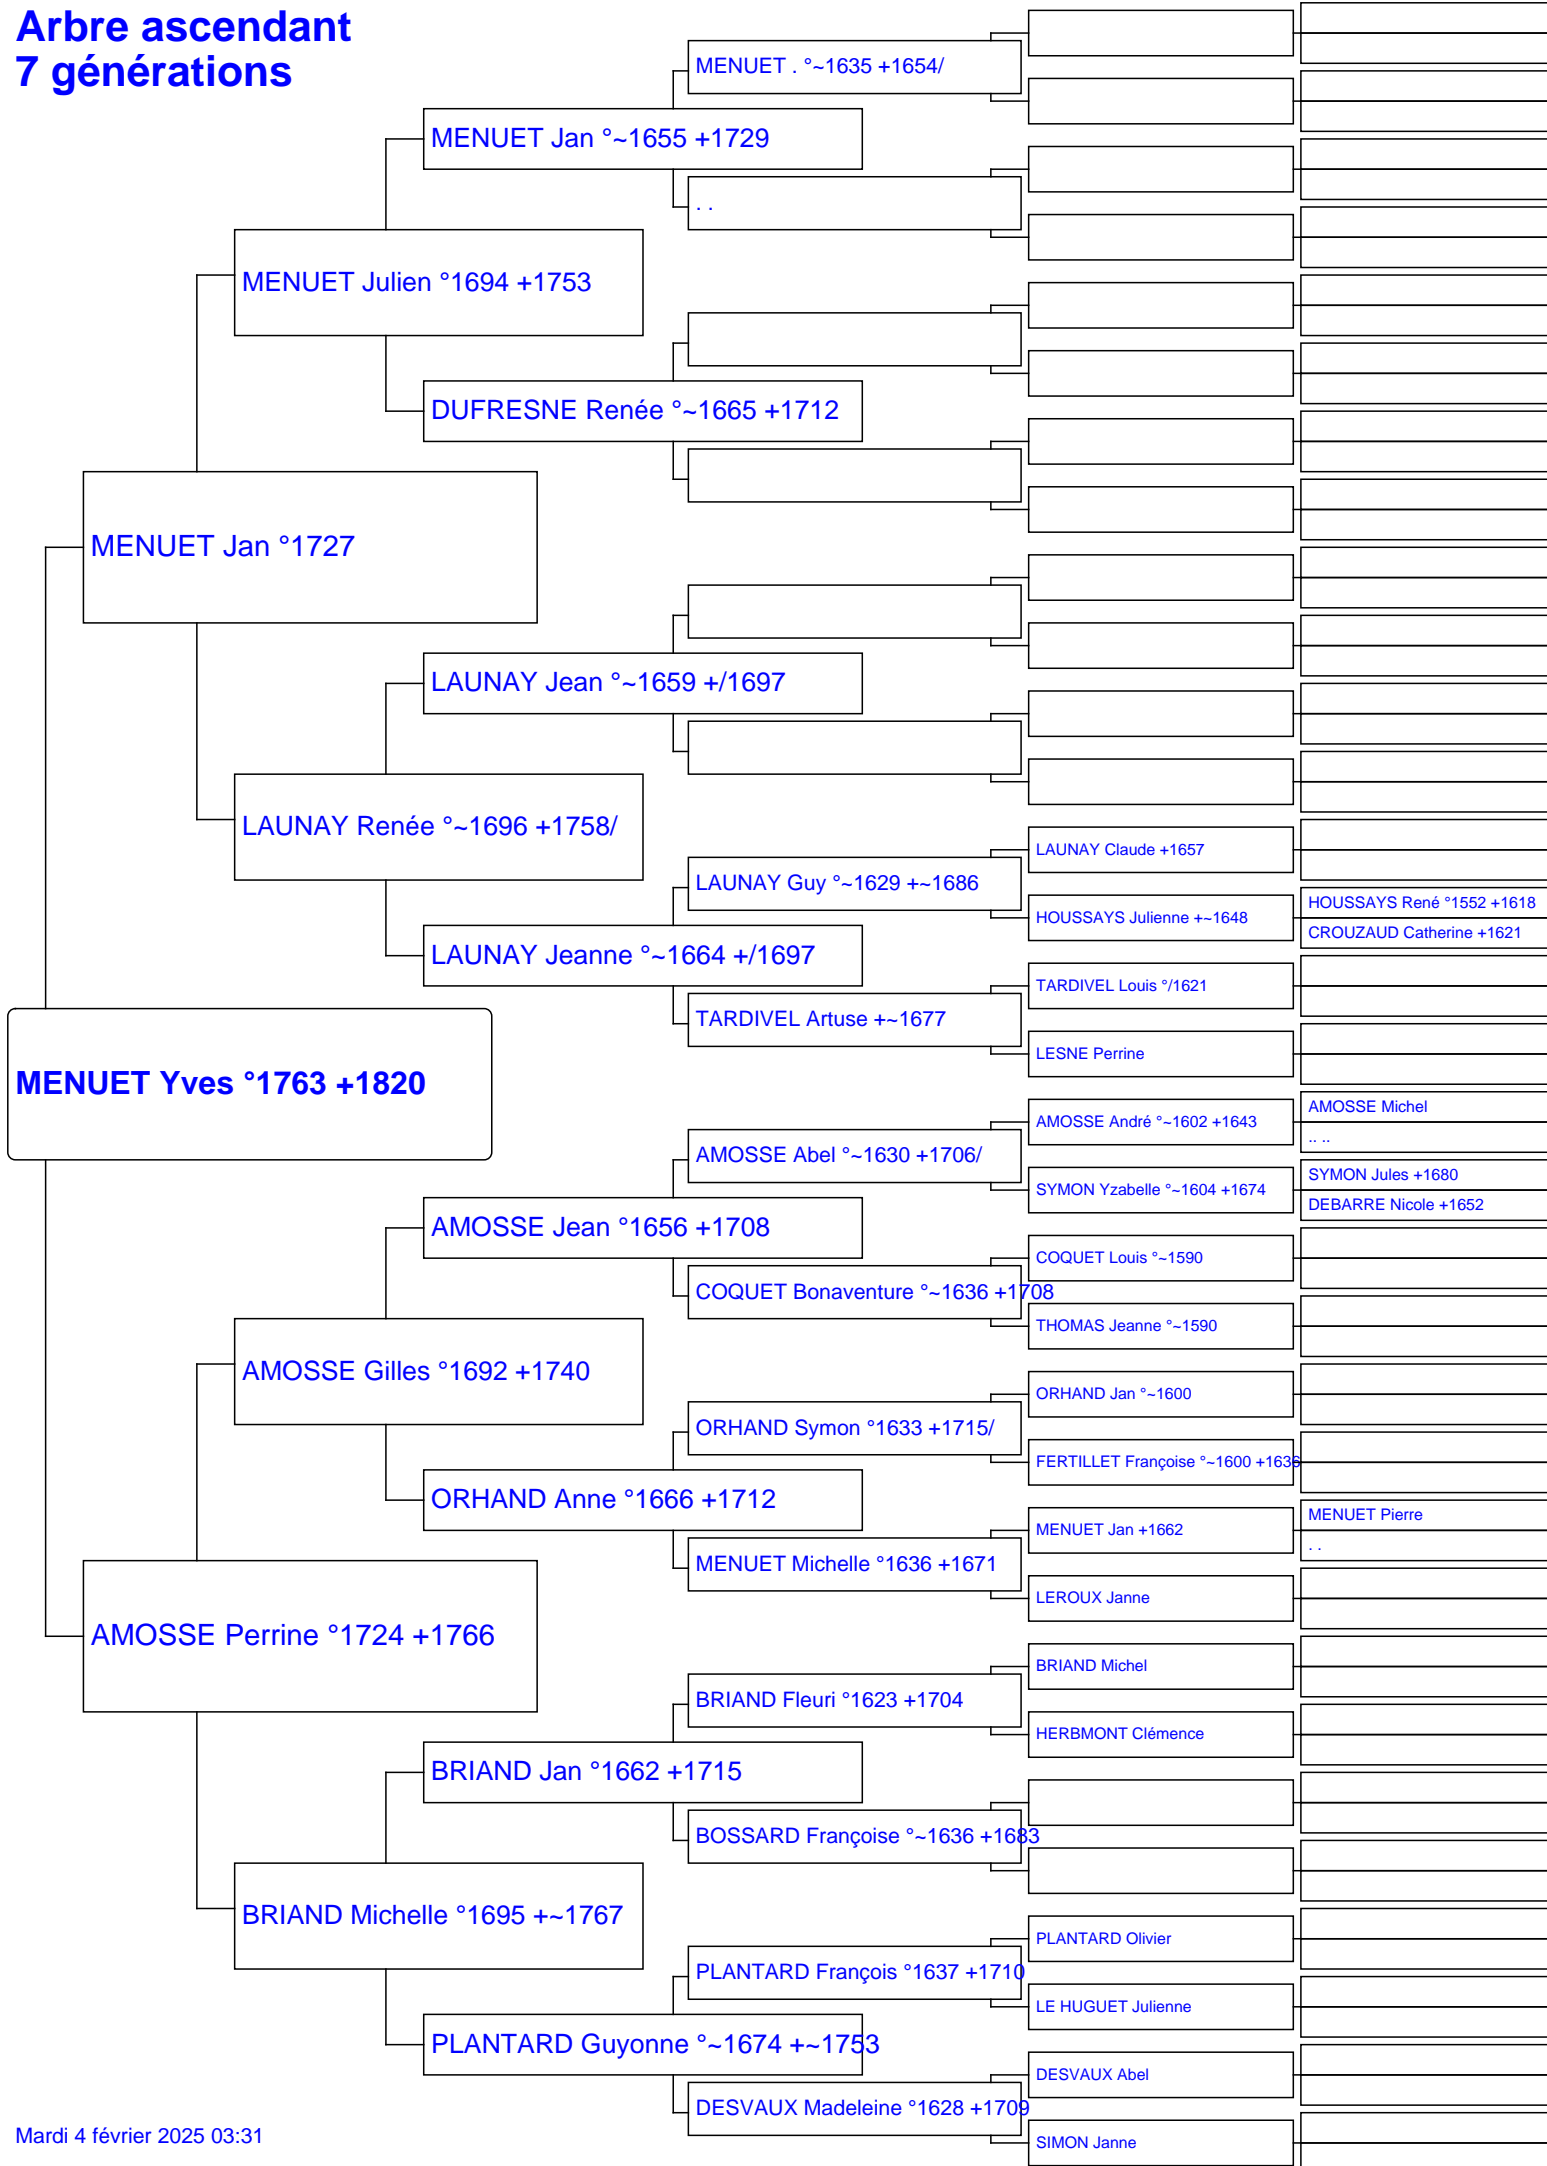 Arbre ascendant
7 générations
MENUET . °~1635 +1654/
MENUET Jan °~1655 +1729
. .
MENUET Julien °1694 +1753
DUFRESNE Renée °~1665 +1712
MENUET Jan °1727
LAUNAY Jean °~1659 +/1697
LAUNAY Renée °~1696 +1758/
LAUNAY Claude +1657
LAUNAY Guy °~1629 +~1686
HOUSSAYS René °1552 +1618
HOUSSAYS Julienne +~1648
CROUZAUD Catherine +1621
LAUNAY Jeanne °~1664 +/1697
TARDIVEL Louis °/1621
TARDIVEL Artuse +~1677
LESNE Perrine
MENUET Yves °1763 +1820
AMOSSE Michel
AMOSSE André °~1602 +1643
.. ..
AMOSSE Abel °~1630 +1706/
SYMON Jules +1680
SYMON Yzabelle °~1604 +1674
DEBARRE Nicole +1652
AMOSSE Jean °1656 +1708
COQUET Louis °~1590
COQUET Bonaventure °~1636 +1708
THOMAS Jeanne °~1590
AMOSSE Gilles °1692 +1740
ORHAND Jan °~1600
ORHAND Symon °1633 +1715/
FERTILLET Françoise °~1600 +1636
ORHAND Anne °1666 +1712
MENUET Pierre
MENUET Jan +1662
. .
MENUET Michelle °1636 +1671
LEROUX Janne
AMOSSE Perrine °1724 +1766
BRIAND Michel
BRIAND Fleuri °1623 +1704
HERBMONT Clémence
BRIAND Jan °1662 +1715
BOSSARD Françoise °~1636 +1683
BRIAND Michelle °1695 +~1767
PLANTARD Olivier
PLANTARD François °1637 +1710
LE HUGUET Julienne
PLANTARD Guyonne °~1674 +~1753
DESVAUX Abel
DESVAUX Madeleine °1628 +1709
SIMON Janne
Mardi 4 février 2025 03:31